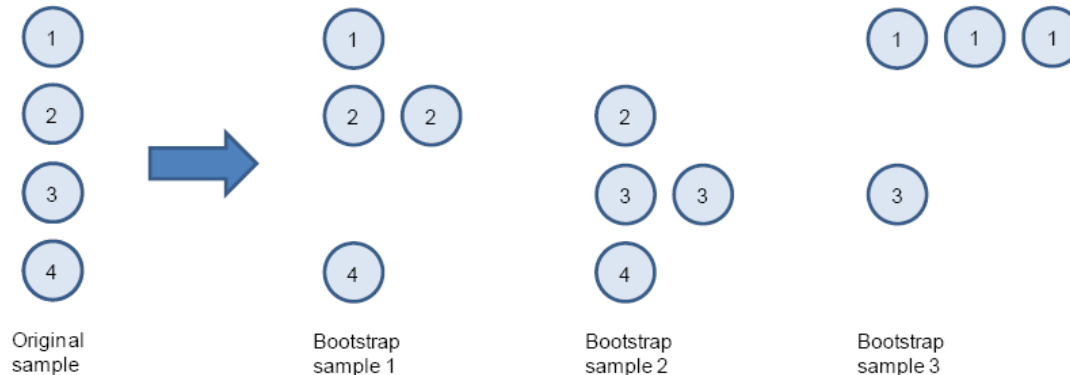 1 1 1 1 1
2 2 2 2
3 3 3 3
4 4 4
Original Bootstrap Bootstrap Bootstrap
sample sample 1 sample 2 sample 3